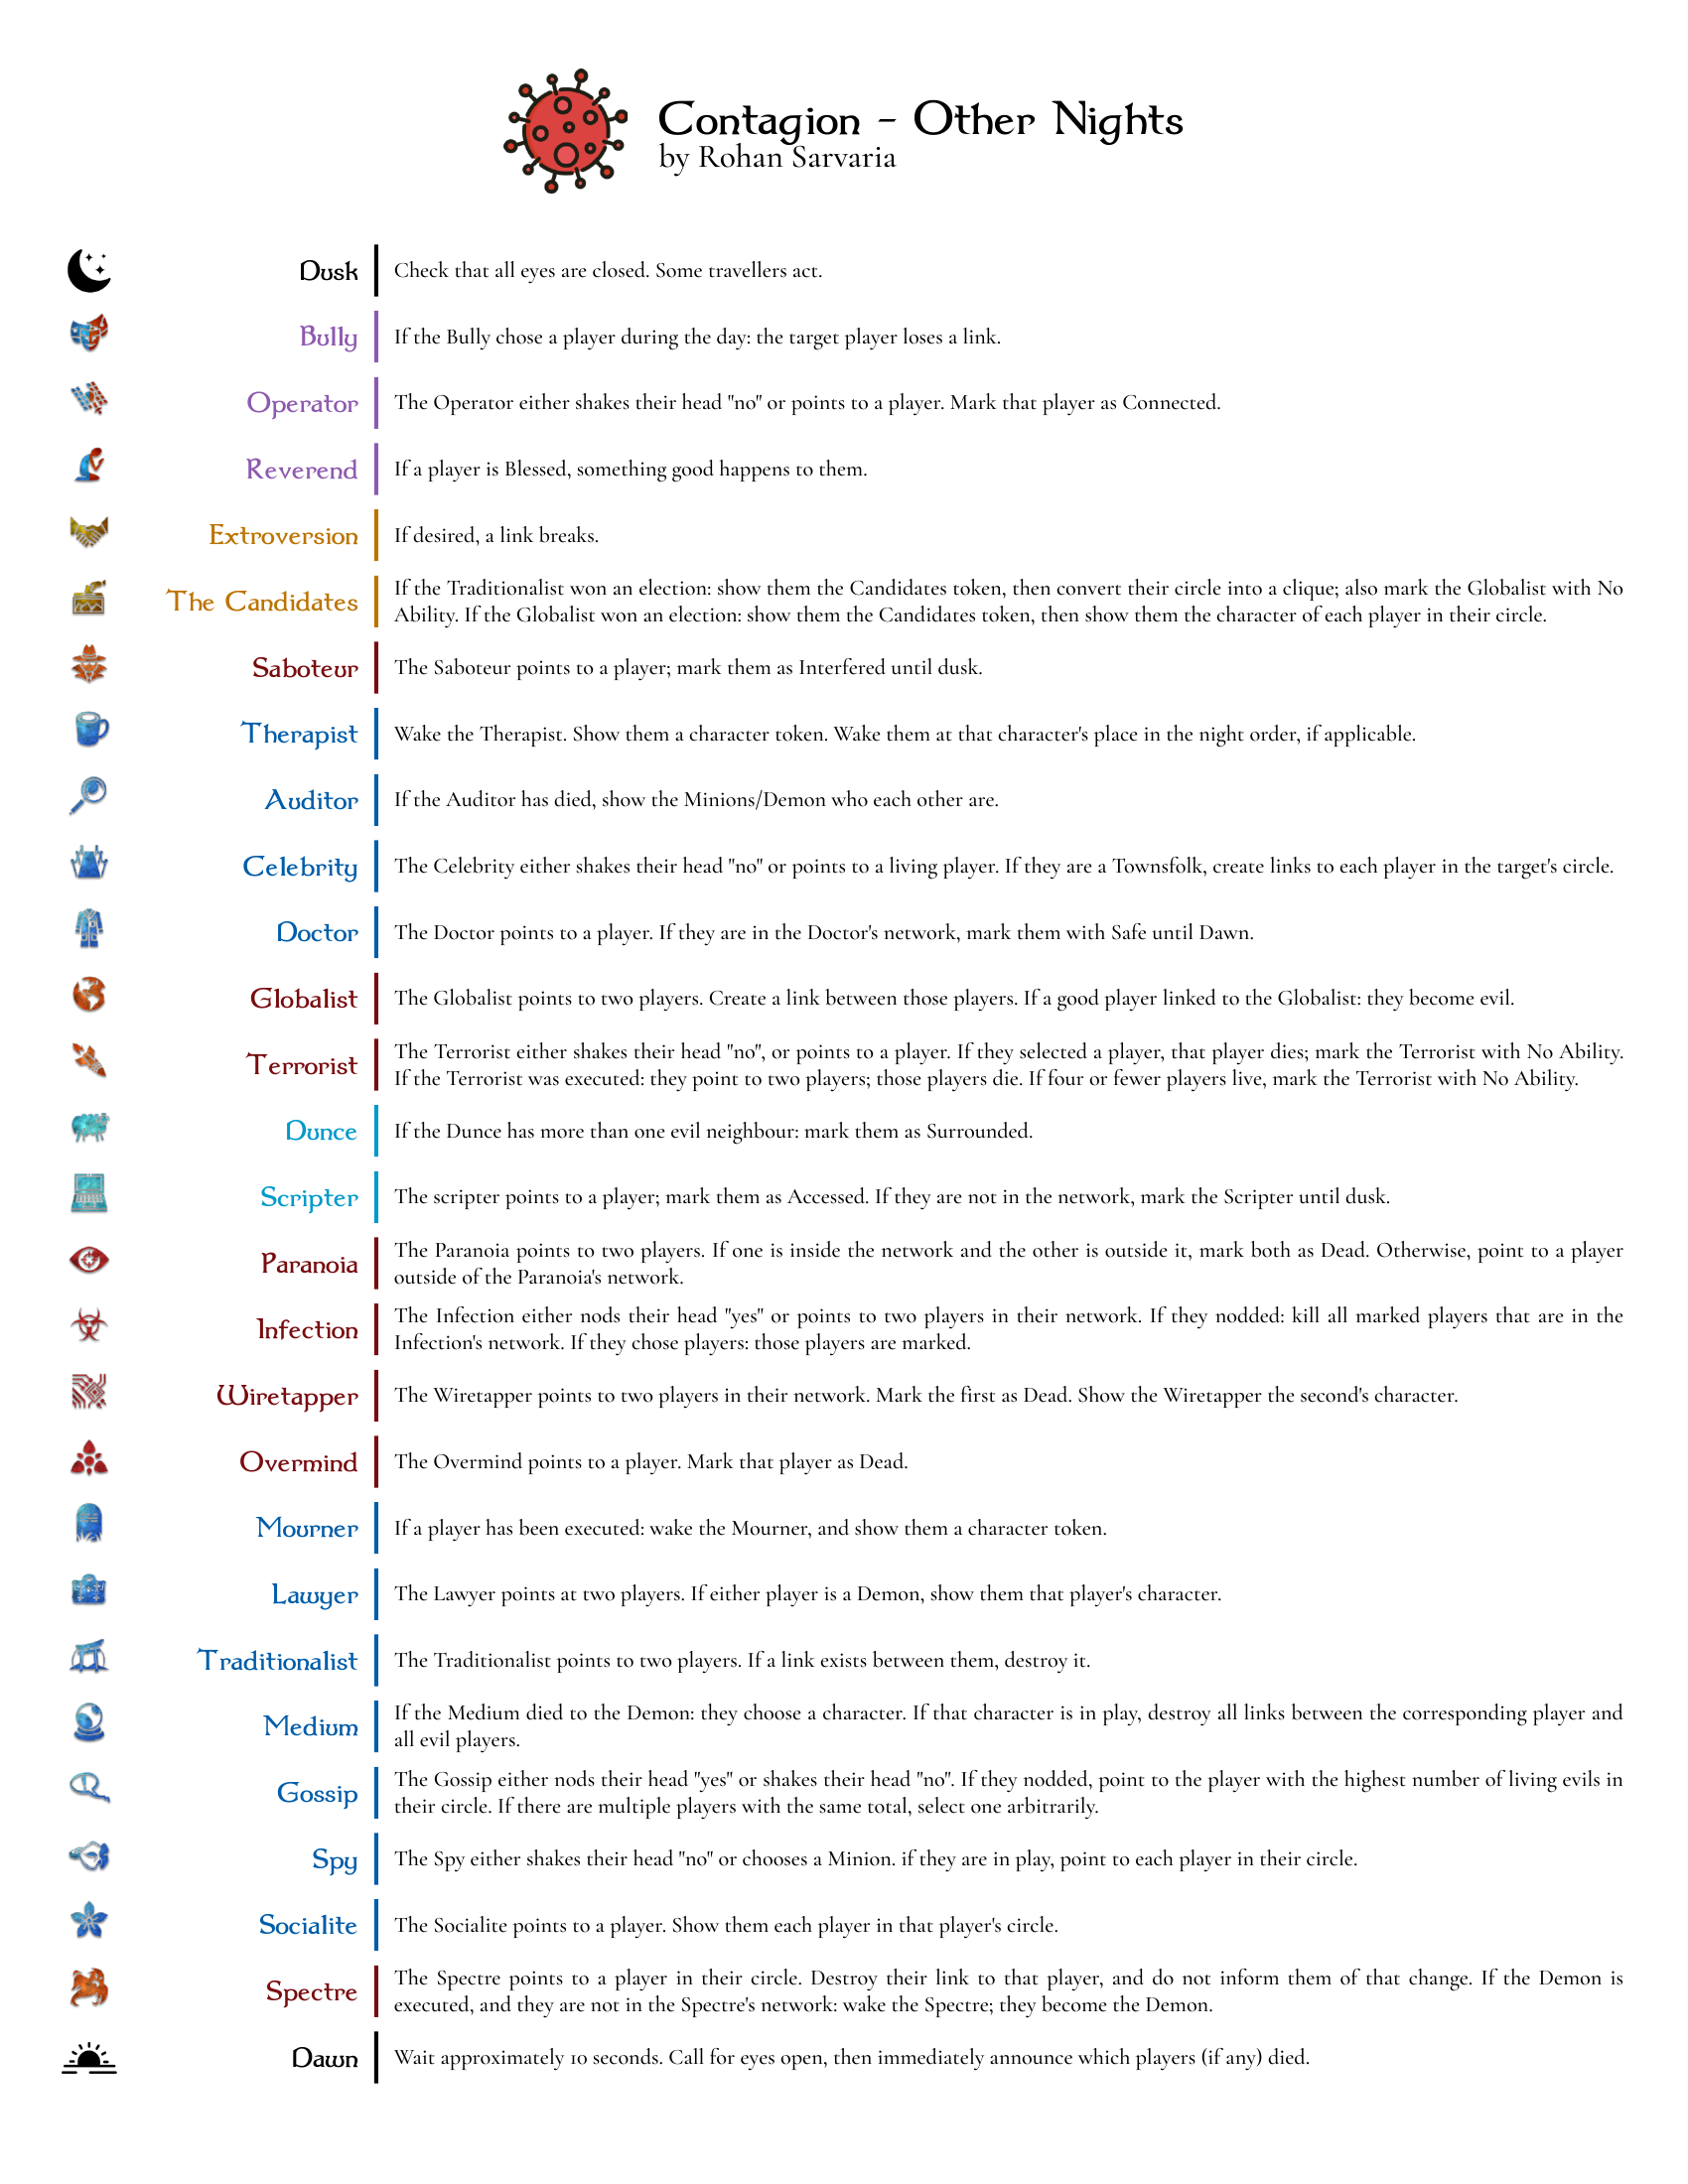 Contagion - Other Nights
by Rohan Sarvaria
Dusk
Check that all eyes are closed. Some travellers act.
Bully
If the Bully chose a player during the day: the target player loses a link.
Operator
The Operator either shakes their head "no" or points to a player. Mark that player as Connected.
Reverend
If a player is Blessed, something good happens to them.
Extroversion
If desired, a link breaks.
The Candidates
If the Traditionalist won an election: show them the Candidates token, then convert their circle into a clique; also mark the Globalist with No
Ability. If the Globalist won an election: show them the Candidates token, then show them the character of each player in their circle.
Saboteur
The Saboteur points to a player; mark them as Interfered until dusk.
Therapist
Wake the Therapist. Show them a character token. Wake them at that character's place in the night order, if applicable.
Auditor
If the Auditor has died, show the Minions/Demon who each other are.
Celebrity
The Celebrity either shakes their head "no" or points to a living player. If they are a Townsfolk, create links to each player in the target's circle.
Doctor
The Doctor points to a player. If they are in the Doctor's network, mark them with Safe until Dawn.
Globalist
The Globalist points to two players. Create a link between those players. If a good player linked to the Globalist: they become evil.
Terrorist
The Terrorist either shakes their head "no", or points to a player. If they selected a player, that player dies; mark the Terrorist with No Ability.
If the Terrorist was executed: they point to two players; those players die. If four or fewer players live, mark the Terrorist with No Ability.
Dunce
If the Dunce has more than one evil neighbour: mark them as Surrounded.
Scripter
The scripter points to a player; mark them as Accessed. If they are not in the network, mark the Scripter until dusk.
Paranoia
The Paranoia points to two players. If one is inside the network and the other is outside it, mark both as Dead. Otherwise, point to a player
outside of the Paranoia's network.
Infection
The Infection either nods their head "yes" or points to two players in their network. If they nodded: kill all marked players that are in the
Infection's network. If they chose players: those players are marked.
Wiretapper
The Wiretapper points to two players in their network. Mark the first as Dead. Show the Wiretapper the second's character.
Overmind
The Overmind points to a player. Mark that player as Dead.
Mourner
If a player has been executed: wake the Mourner, and show them a character token.
Lawyer
The Lawyer points at two players. If either player is a Demon, show them that player's character.
Traditionalist
The Traditionalist points to two players. If a link exists between them, destroy it.
Medium
If the Medium died to the Demon: they choose a character. If that character is in play, destroy all links between the corresponding player and
all evil players.
Gossip
The Gossip either nods their head "yes" or shakes their head "no". If they nodded, point to the player with the highest number of living evils in
their circle. If there are multiple players with the same total, select one arbitrarily.
Spy
The Spy either shakes their head "no" or chooses a Minion. if they are in play, point to each player in their circle.
Socialite
The Socialite points to a player. Show them each player in that player's circle.
Spectre
The Spectre points to a player in their circle. Destroy their link to that player, and do not inform them of that change. If the Demon is
executed, and they are not in the Spectre's network: wake the Spectre; they become the Demon.
Dawn
Wait approximately 10 seconds. Call for eyes open, then immediately announce which players (if any) died.